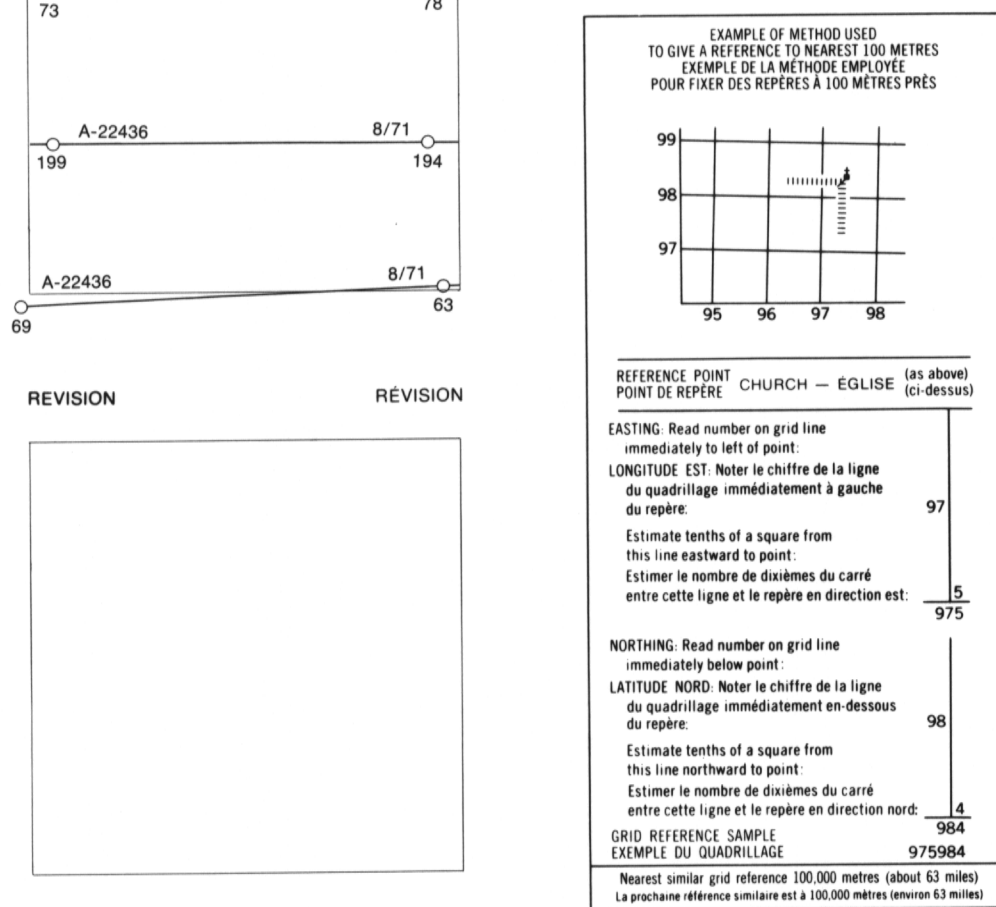 73 78
A-22436 8/71
199 194
A-22436 8/71
69 63
REVISION RÉVISION
EXAMPLE OF METHOD USED
TO GIVE A REFERENCE TO NEAREST 100 METRES
EXEMPLE DE LA MÉTHODE EMPLOYÉE
POUR FIXER DES REPÈRES À 100 MÈTRES PRÈS
99
98
97
95 96 97 98
REFERENCE POINT
POINT DE REPÈRE
CHURCH — ÉGLISE
(as above)
(ci-dessus)
EASTING: Read number on grid line
immediately to left of point:
LONGITUDE EST: Noter le chiffre de la ligne
du quadrillage immédiatement à gauche
du repère: 97
Estimate tenths of a square from
this line eastward to point:
Estimer le nombre de dixièmes du carré
entre cette ligne et le repère en direction est: 5
975
NORTHING: Read number on grid line
immediately below point:
LATITUDE NORD: Noter le chiffre de la ligne
du quadrillage immédiatement en-dessous
du repère: 98
Estimate tenths of a square from
this line northward to point:
Estimer le nombre de dixièmes du carré
entre cette ligne et le repère en direction nord: 4
984
GRID REFERENCE SAMPLE
EXEMPLE DU QUADRILLAGE 975984
Nearest similar grid reference 100,000 metres (about 63 miles)
La prochaine référence similaire est à 100,000 mètres (environ 63 milles)